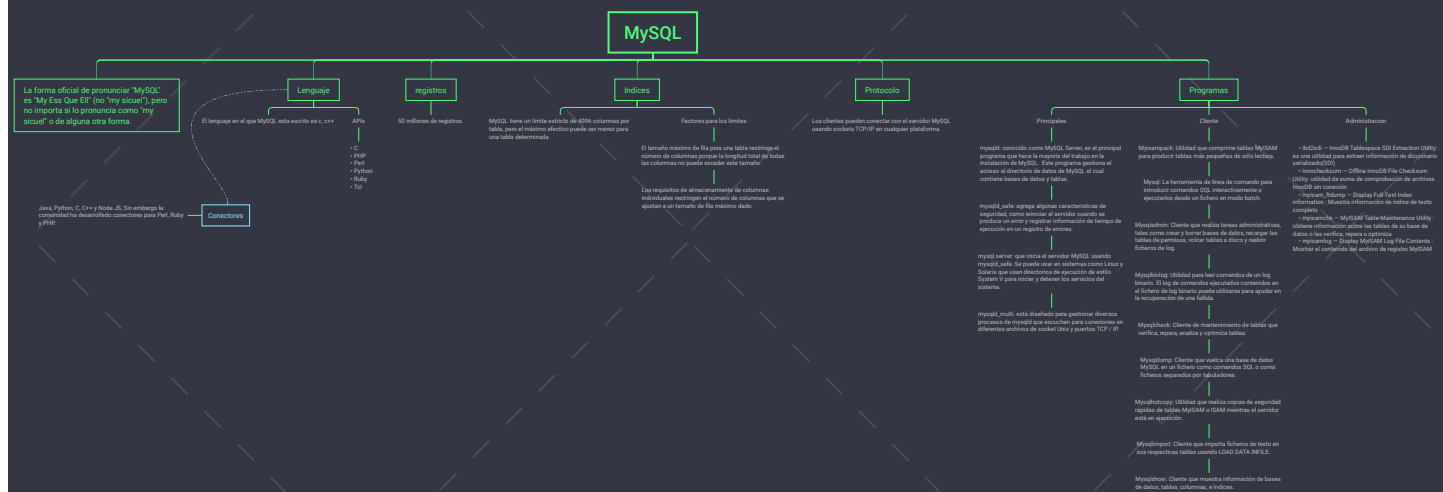 MySQL
La forma oficial de pronunciar "MySQL"
es "My Ess Que Ell" (no "my sicuel"), pero
no importa si lo pronuncia como "my
sicuel" o de alguna otra forma.
Lenguaje
El lenguaje en el que MySQL esta escrito es c, c++
APIs
• C
• PHP
• Perl
• Python
• Ruby
• Tcl
Conectores
Java, Python, C, C++ y Node.JS, Sin embargo la
comunidad ha desarrollado conectores para Perl, Ruby
y PHP.
registros
50 millones de registros.
Indices
MySQL tiene un límite estricto de 4096 columnas por
tabla, pero el máximo efectivo puede ser menor para
una tabla determinada.
Factores para los límites
El tamaño máximo de fila para una tabla restringe el
número de columnas porque la longitud total de todas
las columnas no puede exceder este tamaño.
Los requisitos de almacenamiento de columnas
individuales restringen el número de columnas que se
ajustan a un tamaño de fila máximo dado.
Protocolo
Los clientes pueden conectar con el servidor MySQL
usando sockets TCP/IP en cualquier plataforma.
Programas
Principales
mysqld: conocido como MySQL Server, es el principal
programa que hace la mayoría del trabajo en la
instalación de MySQL. Este programa gestiona el
acceso al directorio de datos de MySQL el cual
contiene bases de datos y tablas.
mysqld_safe: agrega algunas características de
seguridad, como reiniciar el servidor cuando se
produce un error y registrar información de tiempo de
ejecución en un registro de errores.
mysql.server: que inicia el servidor MySQL usando
mysqld_safe. Se puede usar en sistemas como Linux y
Solaris que usan directorios de ejecución de estilo
System V para iniciar y detener los servicios del
sistema.
mysqld_multi: está diseñado para gestionar diversos
procesos de mysqld que escuchan para conexiones en
diferentes archivos de socket Unix y puertos TCP / IP.
Cliente
Myisampack: Utilidad que comprime tablas MyISAM
para producir tablas más pequeñas de sólo lectura.
Mysql: La herramienta de línea de comando para
introducir comandos SQL interactivamente o
ejecutarlos desde un fichero en modo batch.
Mysqladmin: Cliente que realiza tareas administrativas,
tales como crear y borrar bases de datos, recargar las
tablas de permisos, volcar tablas a disco y reabrir
ficheros de log.
Mysqlbinlog: Utilidad para leer comandos de un log
binario. El log de comandos ejecutados contenidos en
el fichero de log binario puede utilizarse para ayudar en
la recuperación de una fallida.
Mysqlcheck: Cliente de mantenimiento de tablas que
verifica, repara, analiza y optimiza tablas.
Mysqldump: Cliente que vuelca una base de datos
MySQL en un fichero como comandos SQL o como
ficheros separados por tabuladores.
Mysqlhotcopy: Utilidad que realiza copias de seguridad
rápidas de tablas MyISAM o ISAM mientras el servidor
está en ejecución.
Mysqlimport: Cliente que importa ficheros de texto en
sus respectivas tablas usando LOAD DATA INFILE.
Mysqlshow: Cliente que muestra información de bases
de datos, tablas, columnas, e índices.
Administracion
• ibd2sdi — InnoDB Tablespace SDI Extraction Utility:
es una utilidad para extraer información de diccionario
serializado(SDI)
• innochecksum — Offline InnoDB File Checksum
Utility: utilidad de suma de comprobación de archivos
InnoDB sin conexión
• myisam_ftdump — Display Full-Text Index
information : Muestra información de índice de texto
completo
• myisamchk — MyISAM Table-Maintenance Utility :
obtiene información sobre las tablas de su base de
datos o las verifica, repara u optimiza
• myisamlog — Display MyISAM Log File Contents :
Mostrar el contenido del archivo de registro MyISAM